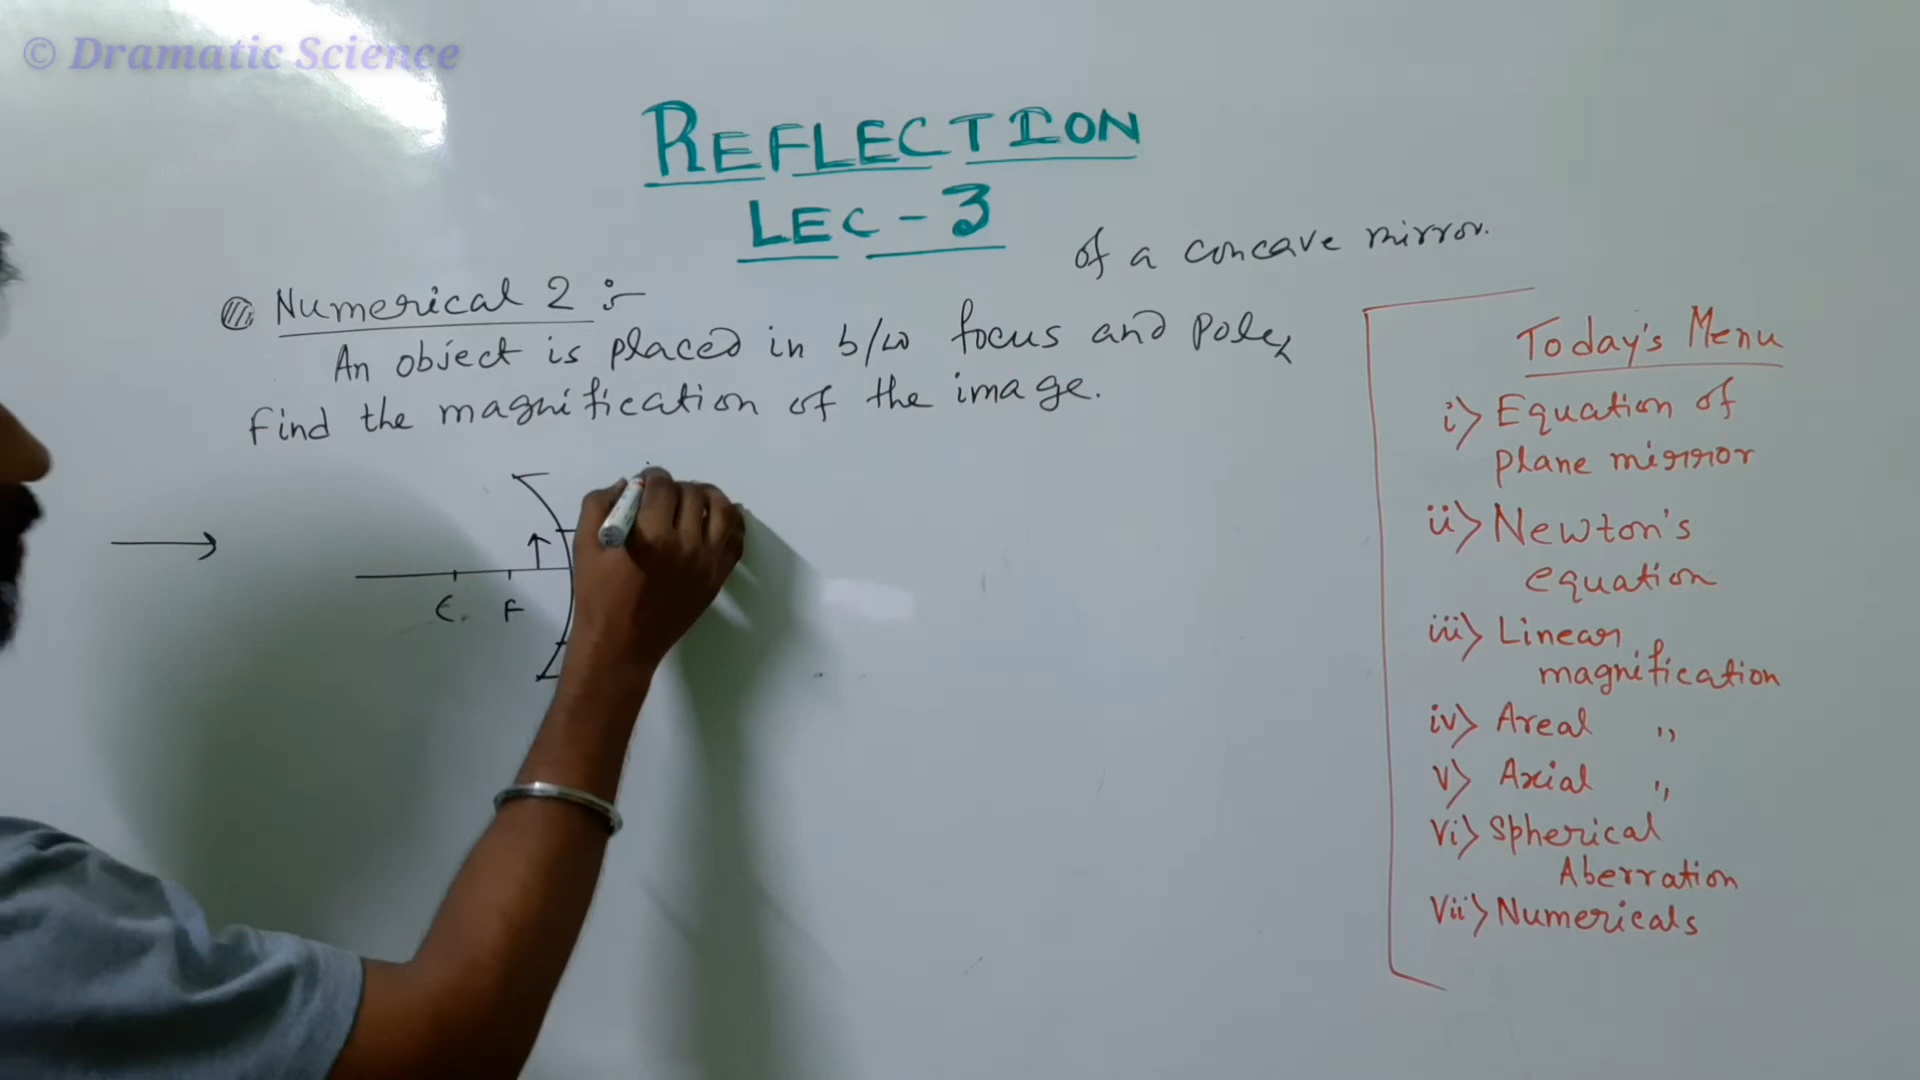 © Dramatic Science
REFLECTION
LEC-3
of a concave mirror.
Numerical 2 :-
An object is placed in b/w focus and pole,
find the magnification of the image.
C F
Today's Menu
i> Equation of
plane mirror
ii> Newton's
equation
iii> Linear
magnification
iv> Areal ,,
v> Axial ,,
vi> Spherical
Aberration
vii> Numericals